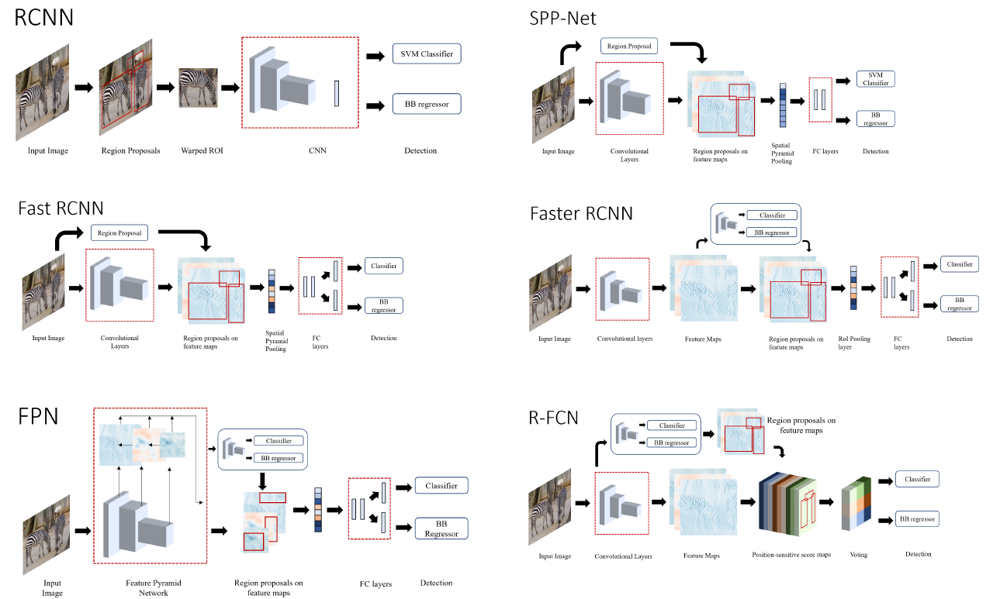 RCNN
SVM Classifier
BB regressor
Input Image
Region Proposals
Warped ROI
CNN
Detection
SPP-Net
Region Proposal
SVM
Classifier
BB
regressor
Input Image
Convolutional
Layers
Region proposals on
feature maps
Spatial
Pyramid
Pooling
FC layers
Detection
Fast RCNN
Region Proposal
Classifier
BB
regressor
Input Image
Convolutional
Layers
Region proposals on
feature maps
Spatial
Pyramid
Pooling
FC
layers
Detection
Faster RCNN
Classifier
BB regressor
Classifier
BB
regressor
Input Image
Convolutional layers
Feature Maps
Region proposals on
feature maps
RoI Pooling
layer
FC
layers
Detection
FPN
Classifier
BB regressor
Classifier
BB
Regressor
Input
Image
Feature Pyramid
Network
Region proposals on
feature maps
FC layers
Detection
R-FCN
Classifier
BB regressor
Region proposals on
feature maps
Classifier
BB regressor
Input Image
Convolutional Layers
Feature Maps
Position-sensitive score maps
Voting
Detection